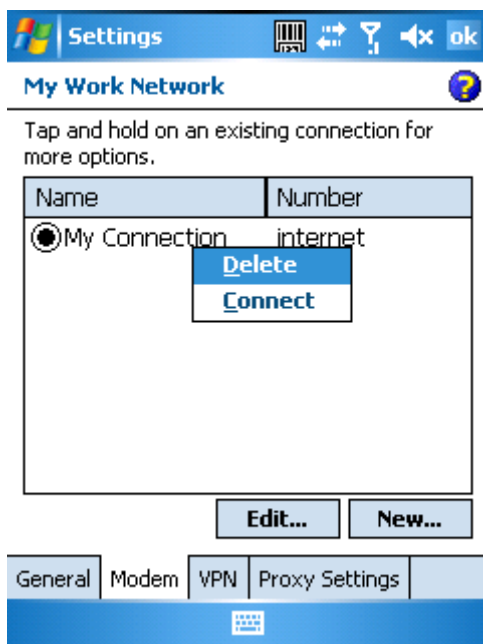 Settings ok
My Work Network
Tap and hold on an existing connection for
more options.
Name Number
My Connection internet
Delete
Connect
Edit... New...
General Modem VPN Proxy Settings